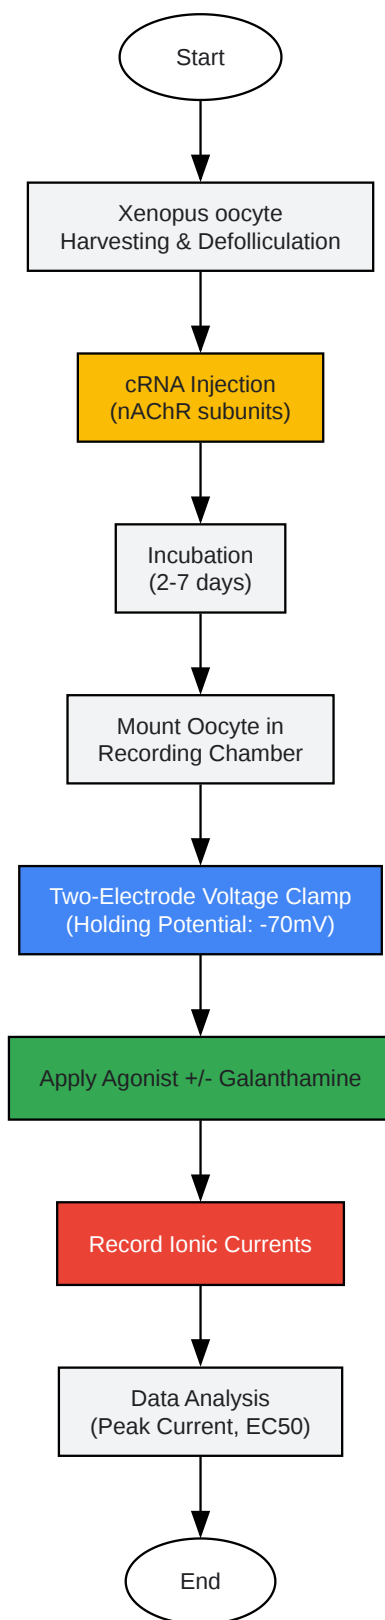 Start
Xenopus oocyte
Harvesting & Defolliculation
cRNA Injection
(nAChR subunits)
Incubation
(2-7 days)
Mount Oocyte in
Recording Chamber
Two-Electrode Voltage Clamp
(Holding Potential: -70mV)
Apply Agonist +/- Galanthamine
Record Ionic Currents
Data Analysis
(Peak Current, EC50)
End